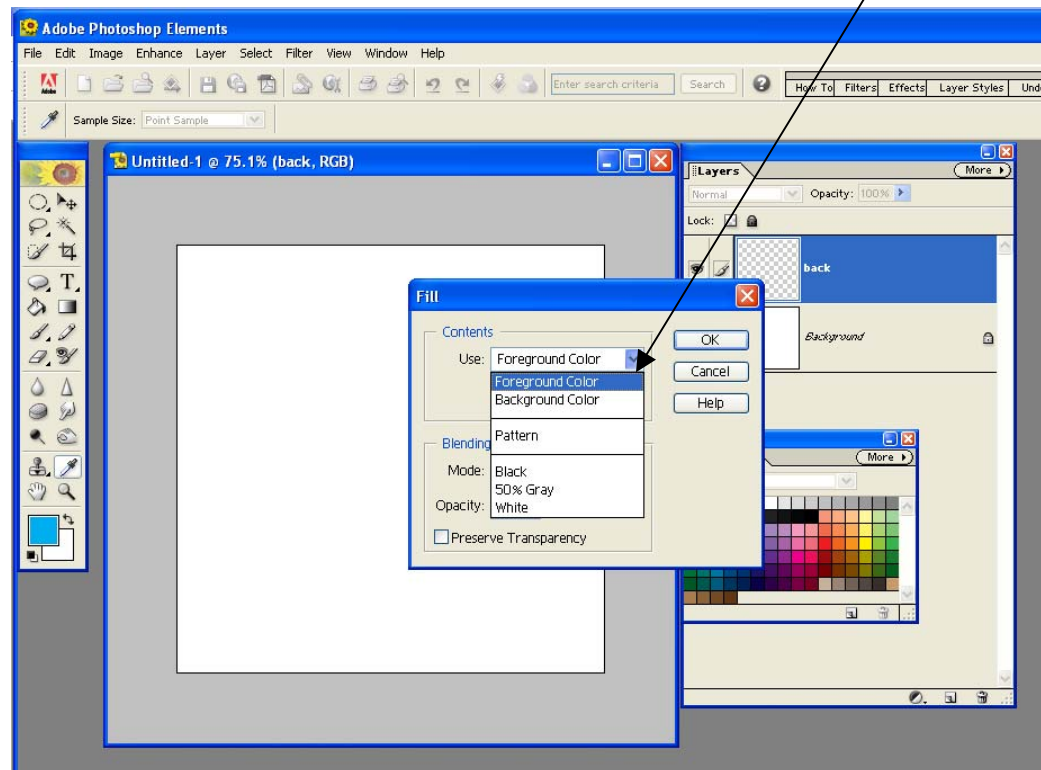 Adobe Photoshop Elements
File Edit Image Enhance Layer Select Filter View Window Help
Adobe
Enter search criteria Search ? How To Filters Effects Layer Styles
Sample Size: Point Sample
Untitled-1 @ 75.1% (back, RGB)
Layers More
Normal Opacity: 100%
Lock:
back
Background
T
Fill
Contents
Use: Foreground Color
Foreground Color
Background Color
Pattern
Black
50% Gray
White
Blending
Mode:
Opacity:
Preserve Transparency
OK
Cancel
Help
More